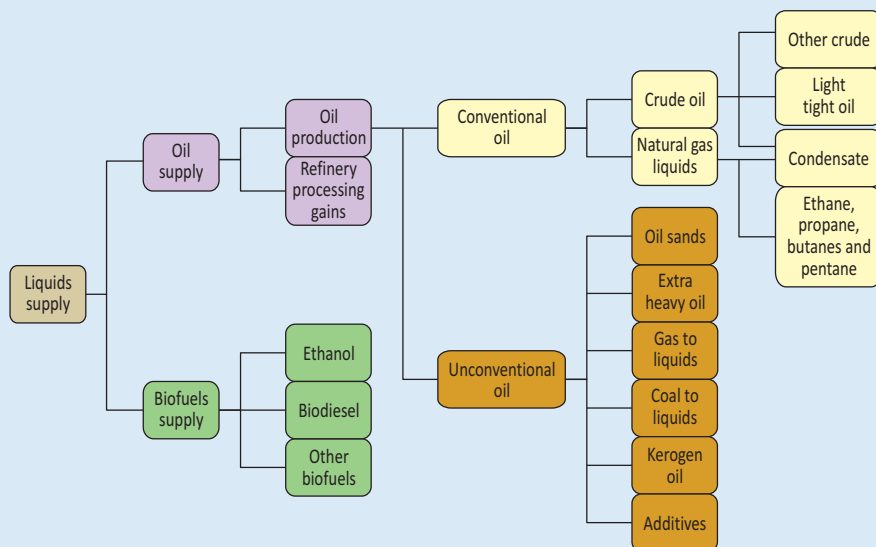 Liquids
supply
Oil
supply
Biofuels
supply
Oil
production
Refinery
processing
gains
Ethanol
Biodiesel
Other
biofuels
Conventional
oil
Unconventional
oil
Crude oil
Natural gas
liquids
Oil sands
Extra
heavy oil
Gas to
liquids
Coal to
liquids
Kerogen
oil
Additives
Other crude
Light
tight oil
Condensate
Ethane,
propane,
butanes and
pentane